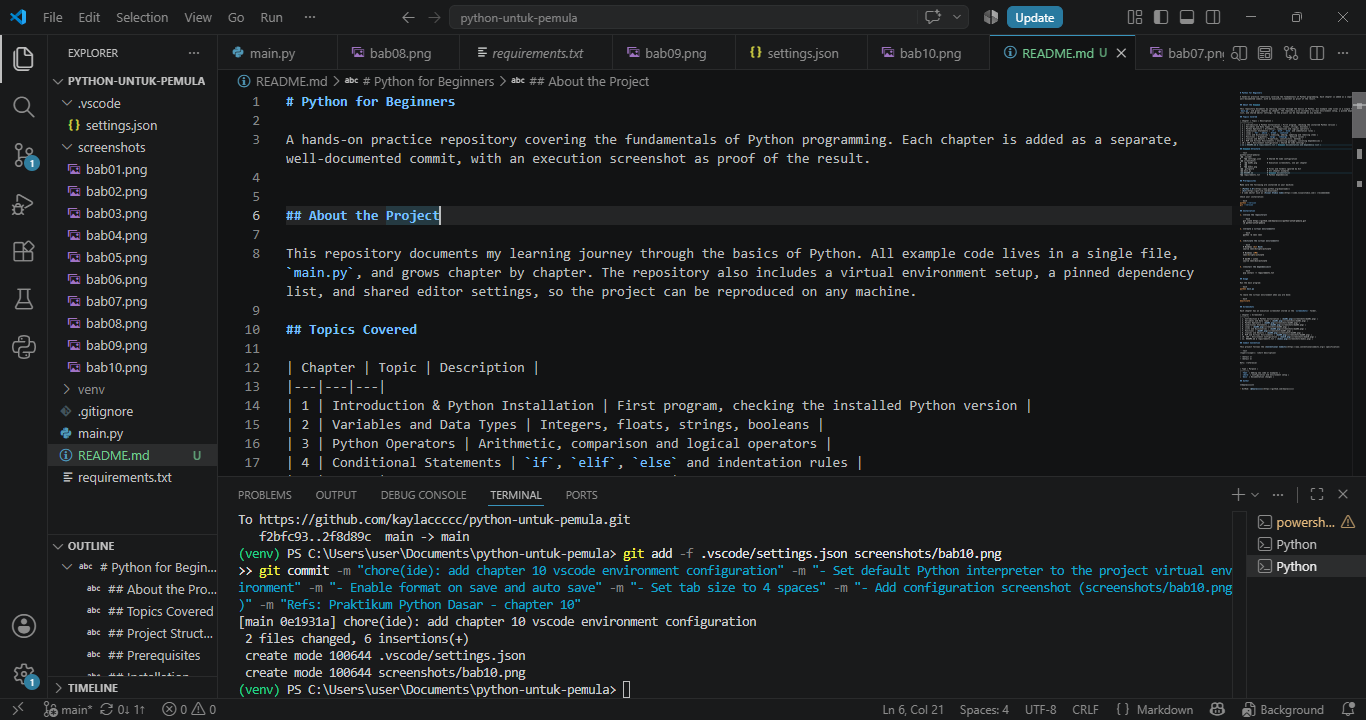 File Edit Selection View Go Run ··· python-untuk-pemula Update
EXPLORER ···
PYTHON-UNTUK-PEMULA
.vscode
{} settings.json
screenshots
bab01.png
bab02.png
bab03.png
bab04.png
bab05.png
bab06.png
bab07.png
bab08.png
bab09.png
bab10.png
venv
.gitignore
main.py
README.md U
requirements.txt
OUTLINE
abc # Python for Begin...
abc ## About the Pro...
abc ## Topics Covered
abc ## Project Struct...
abc ## Prerequisites
TIMELINE
1
1
main.py bab08.png requirements.txt bab09.png {} settings.json bab10.png README.md U bab07.png
README.md > abc # Python for Beginners > abc ## About the Project
1 # Python for Beginners
2
3 A hands-on practice repository covering the fundamentals of Python programming. Each chapter is added as a separate,
well-documented commit, with an execution screenshot as proof of the result.
4
5
6 ## About the Project
7
8 This repository documents my learning journey through the basics of Python. All example code lives in a single file,
`main.py`, and grows chapter by chapter. The repository also includes a virtual environment setup, a pinned dependency
list, and shared editor settings, so the project can be reproduced on any machine.
9
10 ## Topics Covered
11
12 | Chapter | Topic | Description |
13 |---|---|---|
14 | 1 | Introduction & Python Installation | First program, checking the installed Python version |
15 | 2 | Variables and Data Types | Integers, floats, strings, booleans |
16 | 3 | Python Operators | Arithmetic, comparison and logical operators |
17 | 4 | Conditional Statements | `if`, `elif`, `else` and indentation rules |
PROBLEMS OUTPUT DEBUG CONSOLE TERMINAL PORTS
To https://github.com/kaylaccccc/python-untuk-pemula.git
f2bfc93..2f8d89c main -> main
(venv) PS C:\Users\user\Documents\python-untuk-pemula> git add -f .vscode/settings.json screenshots/bab10.png
>> git commit -m "chore(ide): add chapter 10 vscode environment configuration" -m "- Set default Python interpreter to the project virtual env
ironment" -m "- Enable format on save and auto save" -m "- Set tab size to 4 spaces" -m "- Add configuration screenshot (screenshots/bab10.png
)" -m "Refs: Praktikum Python Dasar - chapter 10"
[main 0e1931a] chore(ide): add chapter 10 vscode environment configuration
2 files changed, 6 insertions(+)
create mode 100644 .vscode/settings.json
create mode 100644 screenshots/bab10.png
(venv) PS C:\Users\user\Documents\python-untuk-pemula>
powersh...
Python
Python
main* 0↓ 1↑ 0 0 Ln 6, Col 21 Spaces: 4 UTF-8 CRLF {} Markdown Background